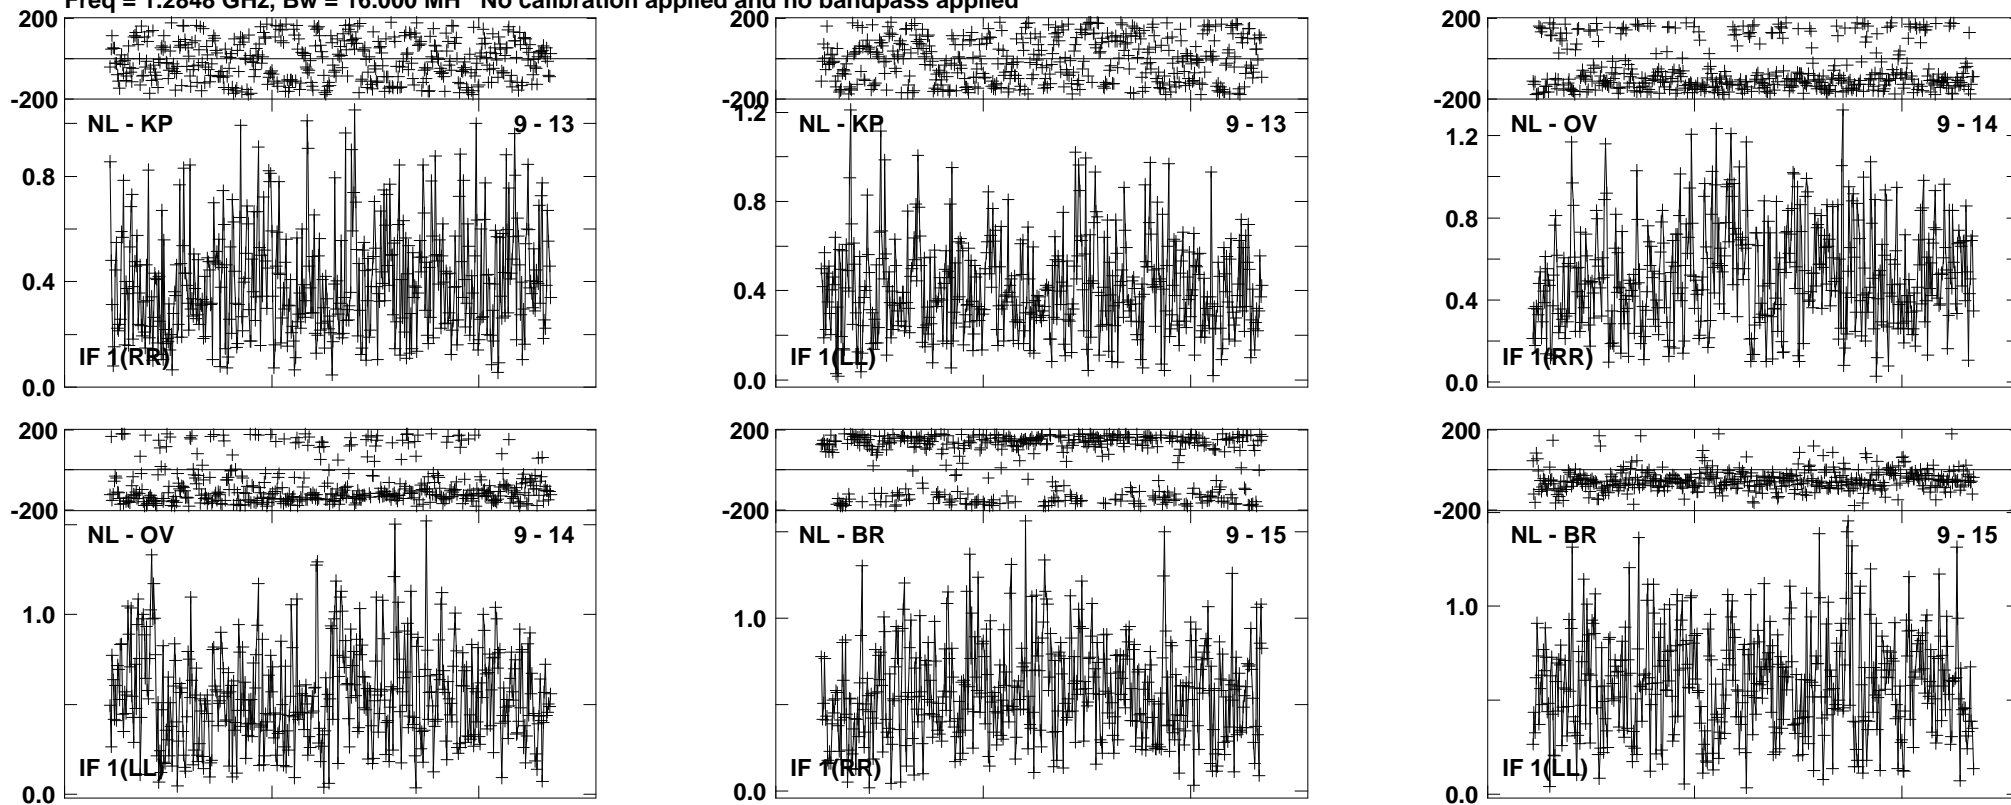 Freq = 1.2848 GHz, Bw = 16.000 MH No calibration applied and no bandpass applied
200 200 200
-200 -200 -200
NL - KP 9 - 13 1.2 NL - KP 9 - 13 NL - OV 9 - 14
1.2
0.8 0.8 0.8
0.4 0.4 0.4
IF 1(RR) IF 1(LL) IF 1(RR)
0.0 0.0 0.0
200 200 200
-200 -200 -200
NL - OV 9 - 14 NL - BR 9 - 15 NL - BR 9 - 15
1.0 1.0 1.0
IF 1(LL) IF 1(RR) IF 1(LL)
0.0 0.0 0.0